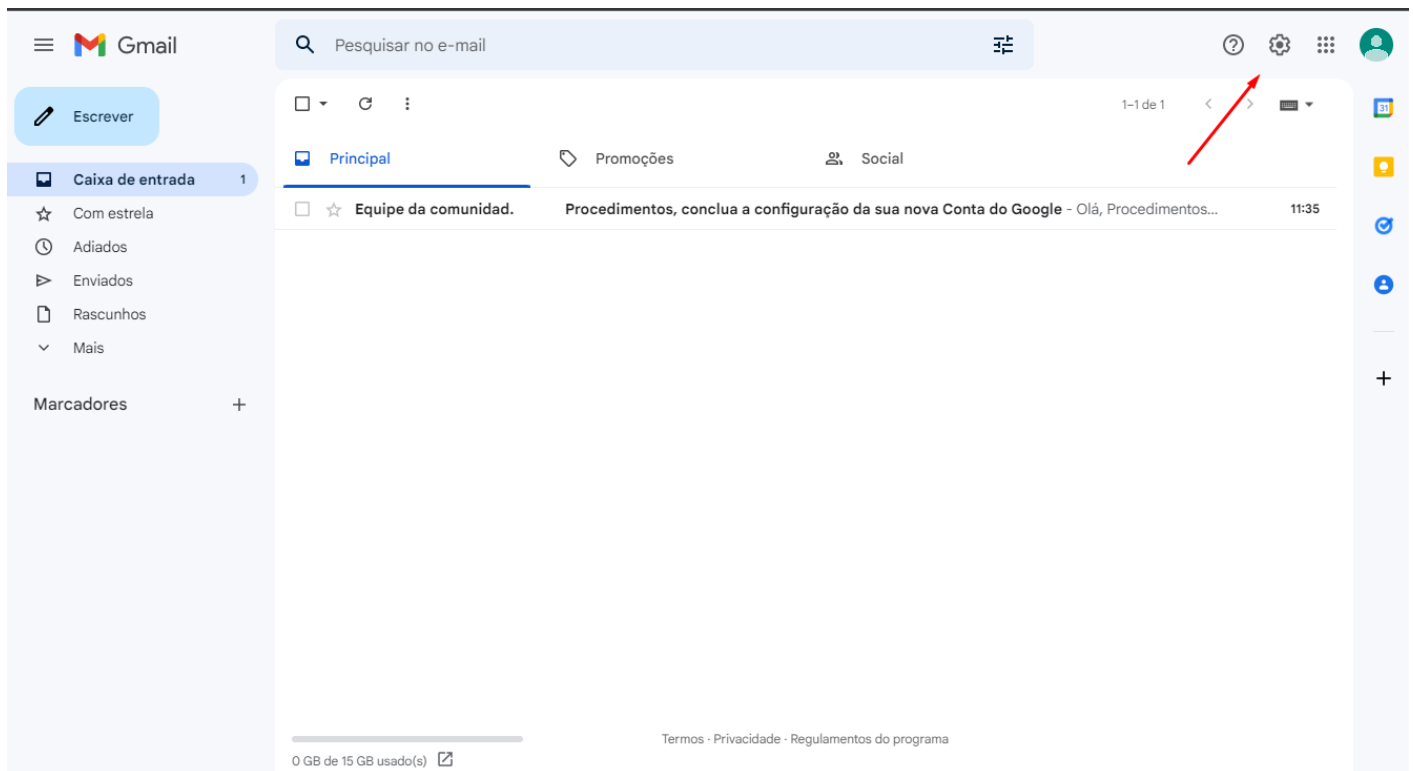 Gmail
Pesquisar no e-mail
Escrever
1–1 de 1
31
Principal
Promoções
Social
Caixa de entrada 1
Equipe da comunidad. Procedimentos, conclua a configuração da sua nova Conta do Google - Olá, Procedimentos... 11:35
Com estrela
Adiados
Enviados
Rascunhos
Mais
Marcadores
Termos · Privacidade · Regulamentos do programa
0 GB de 15 GB usado(s)